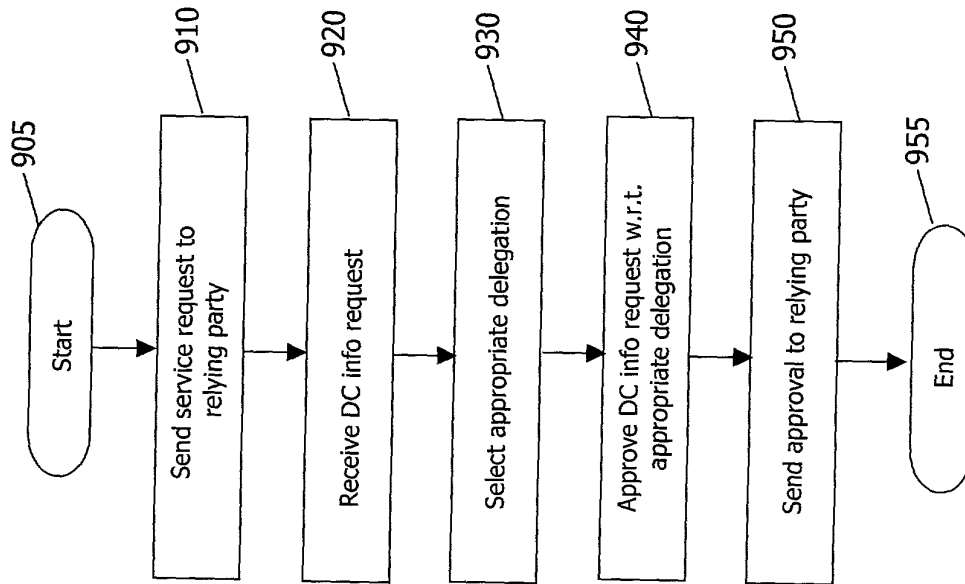 Start
905
Send service request to
relying party
910
Receive DC info request
920
Select appropriate delegation
930
Approve DC info request w.r.t.
appropriate delegation
940
Send approval to relying party
950
End
955